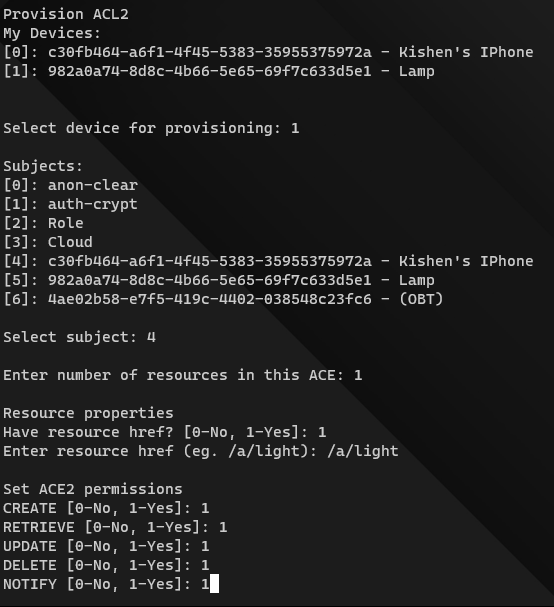 Provision ACL2
My Devices:
[0]: c30fb464-a6f1-4f45-5383-35955375972a - Kishen's IPhone
[1]: 982a0a74-8d8c-4b66-5e65-69f7c633d5e1 - Lamp
Select device for provisioning: 1
Subjects:
[0]: anon-clear
[1]: auth-crypt
[2]: Role
[3]: Cloud
[4]: c30fb464-a6f1-4f45-5383-35955375972a - Kishen's IPhone
[5]: 982a0a74-8d8c-4b66-5e65-69f7c633d5e1 - Lamp
[6]: 4ae02b58-e7f5-419c-4402-038548c23fc6 - (OBT)
Select subject: 4
Enter number of resources in this ACE: 1
Resource properties
Have resource href? [0-No, 1-Yes]: 1
Enter resource href (eg. /a/light): /a/light
Set ACE2 permissions
CREATE [0-No, 1-Yes]: 1
RETRIEVE [0-No, 1-Yes]: 1
UPDATE [0-No, 1-Yes]: 1
DELETE [0-No, 1-Yes]: 1
NOTIFY [0-No, 1-Yes]: 1